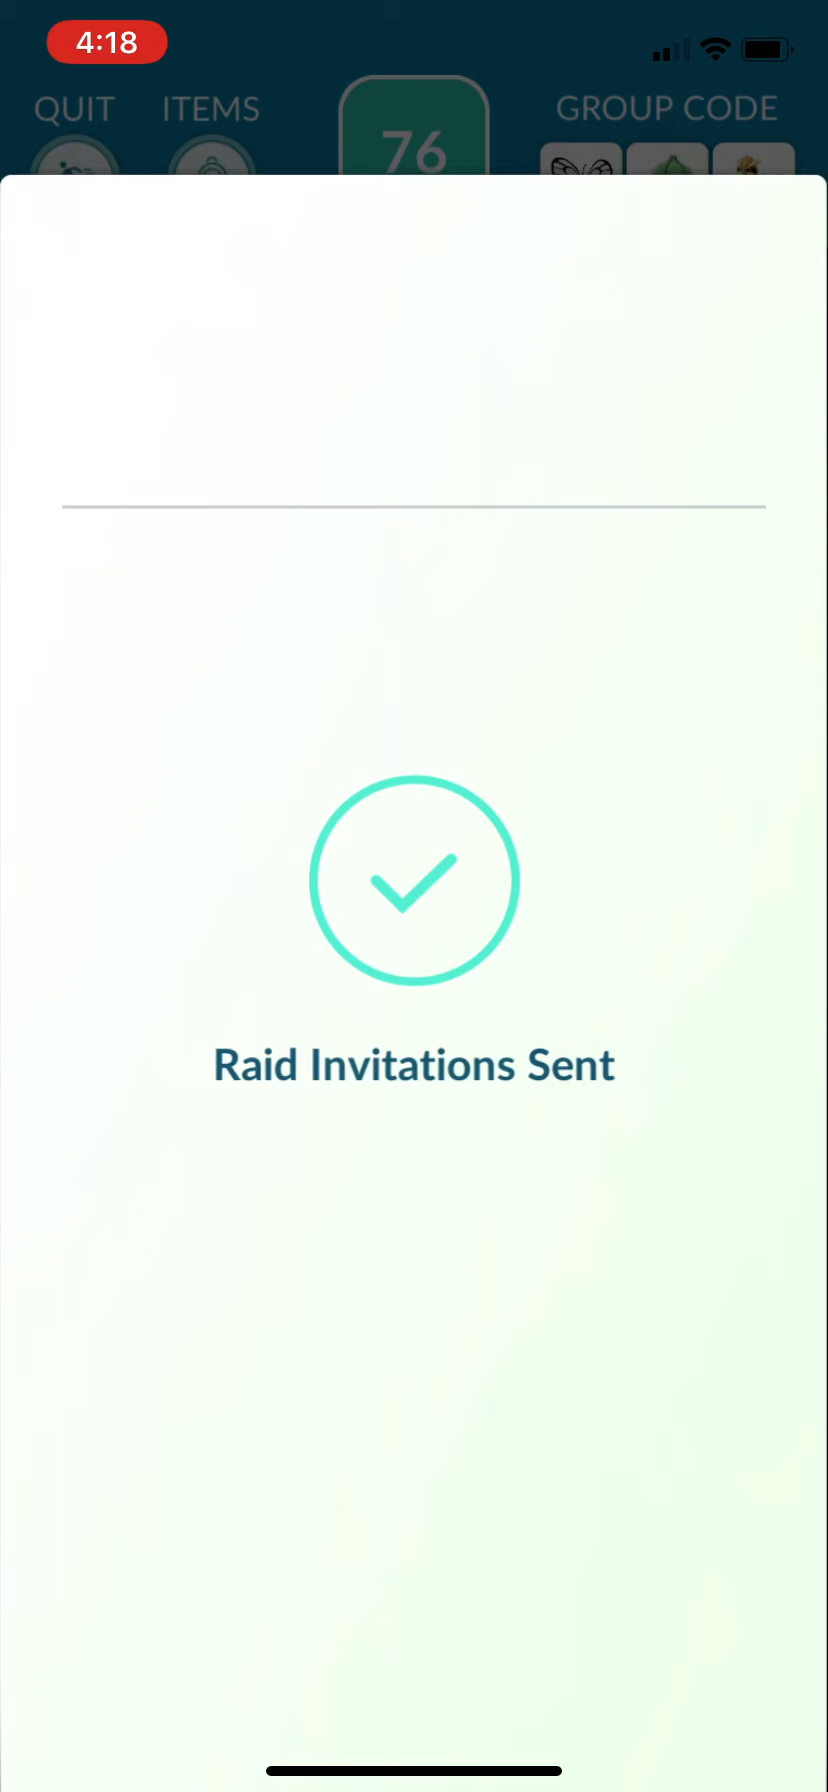 4:18
QUIT
ITEMS
76
GROUP CODE
Raid Invitations Sent